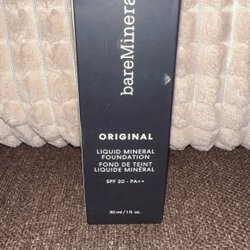 bareMinera
ORIGINAL
LIQUID MINERAL
FOUNDATION
FOND DE TEINT
LIQUIDE MINÉRAL
SPF 20 - PA++
30 ml / 1 fl. oz.